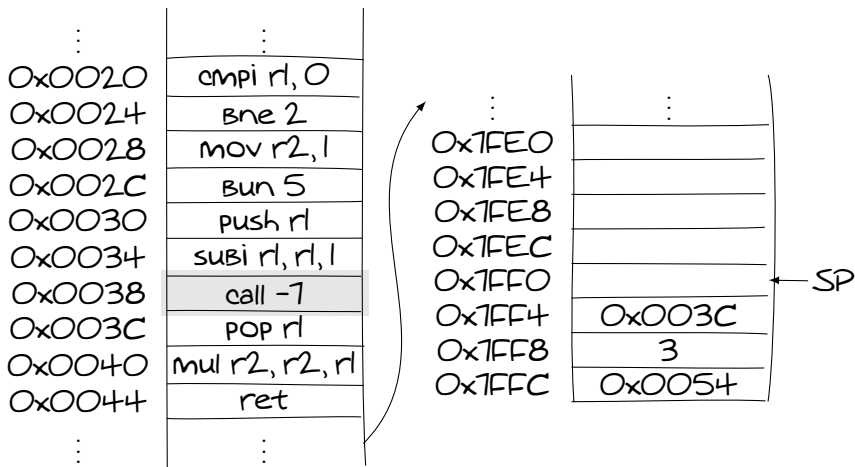 ⋮ ⋮
0x0020 cmpi r1, 0
0x0024 bne 2
0x0028 mov r2, 1
0x002C bun 5
0x0030 push r1
0x0034 subi r1, r1, 1
0x0038 call -7
0x003C pop r1
0x0040 mul r2, r2, r1
0x0044 ret
⋮ ⋮
⋮ ⋮
0x7FE0
0x7FE4
0x7FE8
0x7FEC
0x7FF0
0x7FF4 0x003C
0x7FF8 3
0x7FFC 0x0054
SP